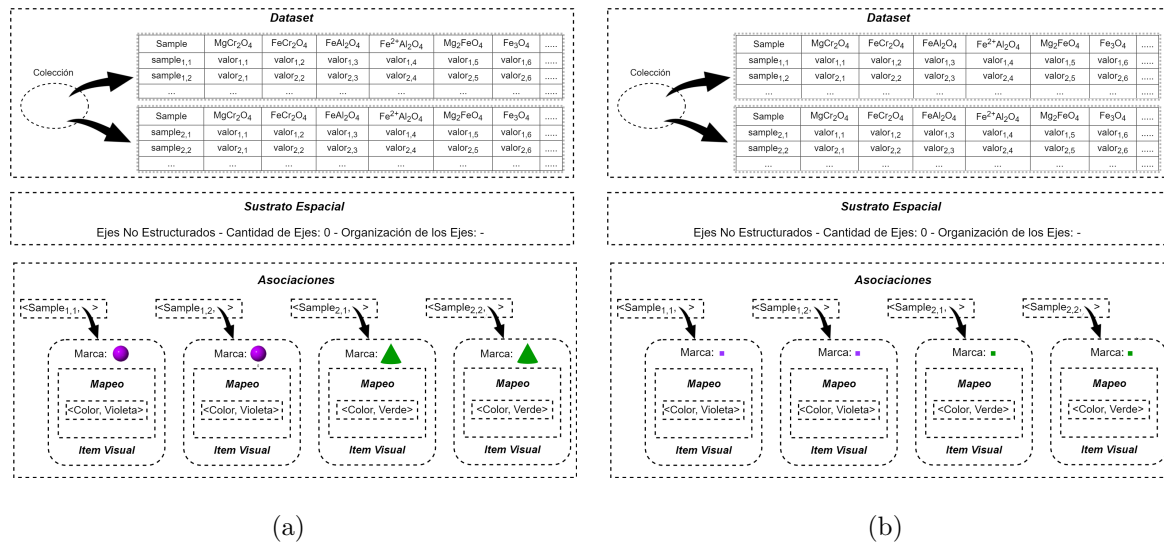 Dataset
Colección
Sample MgCr2O4 FeCr2O4 FeAl2O4 Fe2+Al2O4 Mg2FeO4 Fe3O4 .....
sample1,1 valor1,1 valor1,2 valor1,3 valor1,4 valor1,5 valor1,6 .....
sample1,2 valor2,1 valor2,2 valor2,3 valor2,4 valor2,5 valor2,6 .....
... ... ... ... ... ... ... .....
Sample MgCr2O4 FeCr2O4 FeAl2O4 Fe2+Al2O4 Mg2FeO4 Fe3O4 .....
sample2,1 valor1,1 valor1,2 valor1,3 valor1,4 valor1,5 valor1,6 .....
sample2,2 valor2,1 valor2,2 valor2,3 valor2,4 valor2,5 valor2,6 .....
... ... ... ... ... ... ... .....
Sustrato Espacial
Ejes No Estructurados - Cantidad de Ejes: 0 - Organización de los Ejes: -
Asociaciones
<Sample1,1, > <Sample1,2, > <Sample2,1, > <Sample2,2, >
Marca: Marca: Marca: Marca:
Mapeo Mapeo Mapeo Mapeo
<Color, Violeta> <Color, Violeta> <Color, Verde> <Color, Verde>
Item Visual Item Visual Item Visual Item Visual
(a)
Dataset
Colección
Sample MgCr2O4 FeCr2O4 FeAl2O4 Fe2+Al2O4 Mg2FeO4 Fe3O4 .....
sample1,1 valor1,1 valor1,2 valor1,3 valor1,4 valor1,5 valor1,6 .....
sample1,2 valor2,1 valor2,2 valor2,3 valor2,4 valor2,5 valor2,6 .....
... ... ... ... ... ... ... .....
Sample MgCr2O4 FeCr2O4 FeAl2O4 Fe2+Al2O4 Mg2FeO4 Fe3O4 .....
sample2,1 valor1,1 valor1,2 valor1,3 valor1,4 valor1,5 valor1,6 .....
sample2,2 valor2,1 valor2,2 valor2,3 valor2,4 valor2,5 valor2,6 .....
... ... ... ... ... ... ... .....
Sustrato Espacial
Ejes No Estructurados - Cantidad de Ejes: 0 - Organización de los Ejes: -
Asociaciones
<Sample1,1, > <Sample1,2, > <Sample2,1, > <Sample2,2, >
Marca: Marca: Marca: Marca:
Mapeo Mapeo Mapeo Mapeo
<Color, Violeta> <Color, Violeta> <Color, Verde> <Color, Verde>
Item Visual Item Visual Item Visual Item Visual
(b)